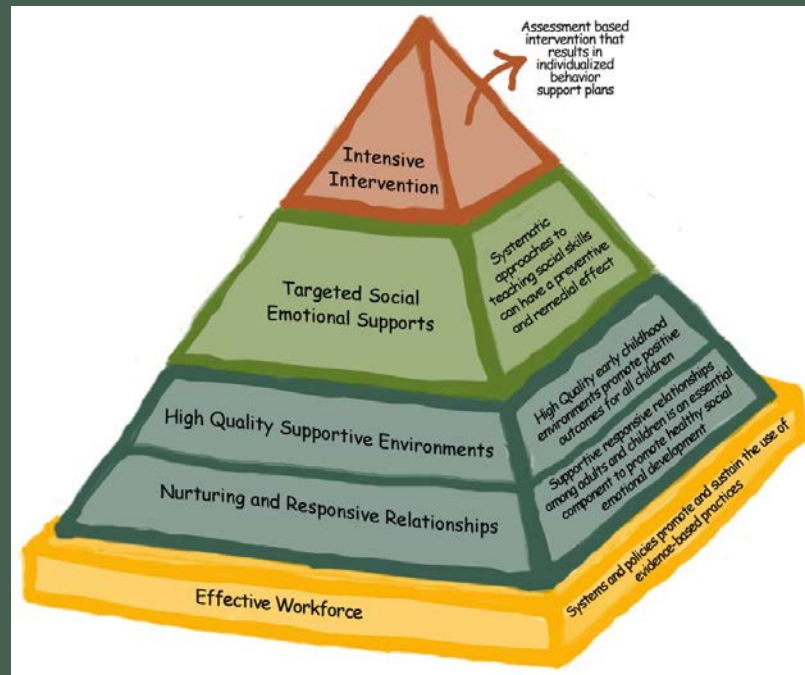 Assessment based
intervention that
results in
individualized
behavior
support plans
Intensive
Intervention
Systematic
approaches to
teaching social skills
can have a preventive
and remedial effect
Targeted Social
Emotional Supports
High Quality early childhood
environments promote positive
outcomes for all children
High Quality Supportive Environments
Supportive responsive relationships
among adults and children is an essential
component to promote healthy social
emotional development
Nurturing and Responsive Relationships
Systems and policies promote and sustain the use of
evidence-based practices
Effective Workforce